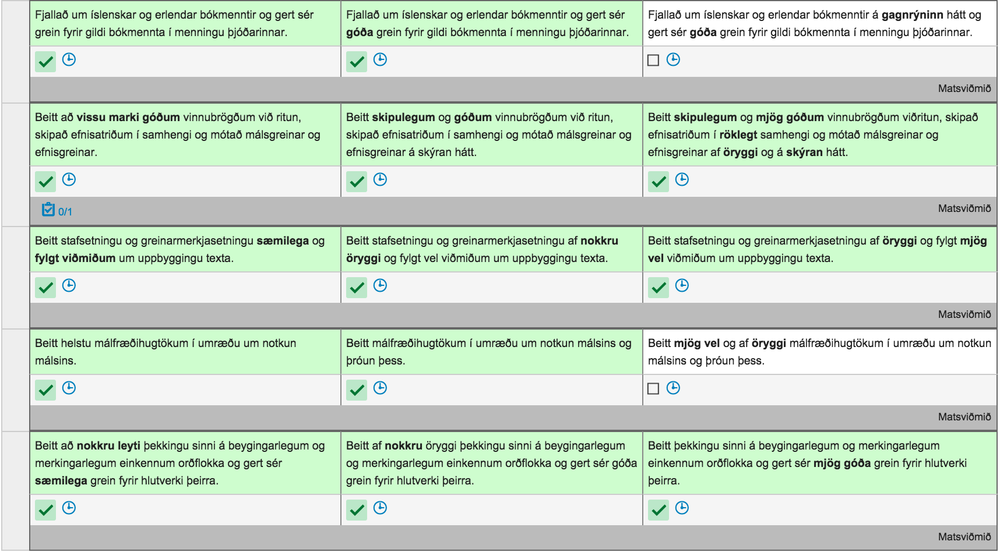 Fjallað um íslenskar og erlendar bókmenntir og gert sér
grein fyrir gildi bókmennta í menningu þjóðarinnar.
Fjallað um íslenskar og erlendar bókmenntir og gert sér
góða grein fyrir gildi bókmennta í menningu þjóðarinnar.
Fjallað um íslenskar og erlendar bókmenntir á gagnrýninn hátt og
gert sér góða grein fyrir gildi bókmennta í menningu þjóðarinnar.
Matsviðmið
Beitt að vissu marki góðum vinnubrögðum við ritun,
skipað efnisatriðum í samhengi og mótað málsgreinar og
efnisgreinar.
Beitt skipulegum og góðum vinnubrögðum við ritun,
skipað efnisatriðum í samhengi og mótað málsgreinar og
efnisgreinar á skýran hátt.
Beitt skipulegum og mjög góðum vinnubrögðum viðritun, skipað
efnisatriðum í röklegt samhengi og mótað málsgreinar og
efnisgreinar af öryggi og á skýran hátt.
0/1
Matsviðmið
Beitt stafsetningu og greinarmerkjasetningu sæmilega og
fylgt viðmiðum um uppbyggingu texta.
Beitt stafsetningu og greinarmerkjasetningu af nokkru
öryggi og fylgt vel viðmiðum um uppbyggingu texta.
Beitt stafsetningu og greinarmerkjasetningu af öryggi og fylgt mjög
vel viðmiðum um uppbyggingu texta.
Matsviðmið
Beitt helstu málfræðihugtökum í umræðu um notkun
málsins.
Beitt málfræðihugtökum í umræðu um notkun málsins og
þróun þess.
Beitt mjög vel og af öryggi málfræðihugtökum í umræðu um notkun
málsins og þróun þess.
Matsviðmið
Beitt að nokkru leyti þekkingu sinni á beygingarlegum og
merkingarlegum einkennum orðflokka og gert sér
sæmilega grein fyrir hlutverki þeirra.
Beitt af nokkru öryggi þekkingu sinni á beygingarlegum
og merkingarlegum einkennum orðflokka og gert sér góða
grein fyrir hlutverki þeirra.
Beitt þekkingu sinni á beygingarlegum og merkingarlegum
einkennum orðflokka og gert sér mjög góða grein fyrir hlutverki
þeirra.
Matsviðmið